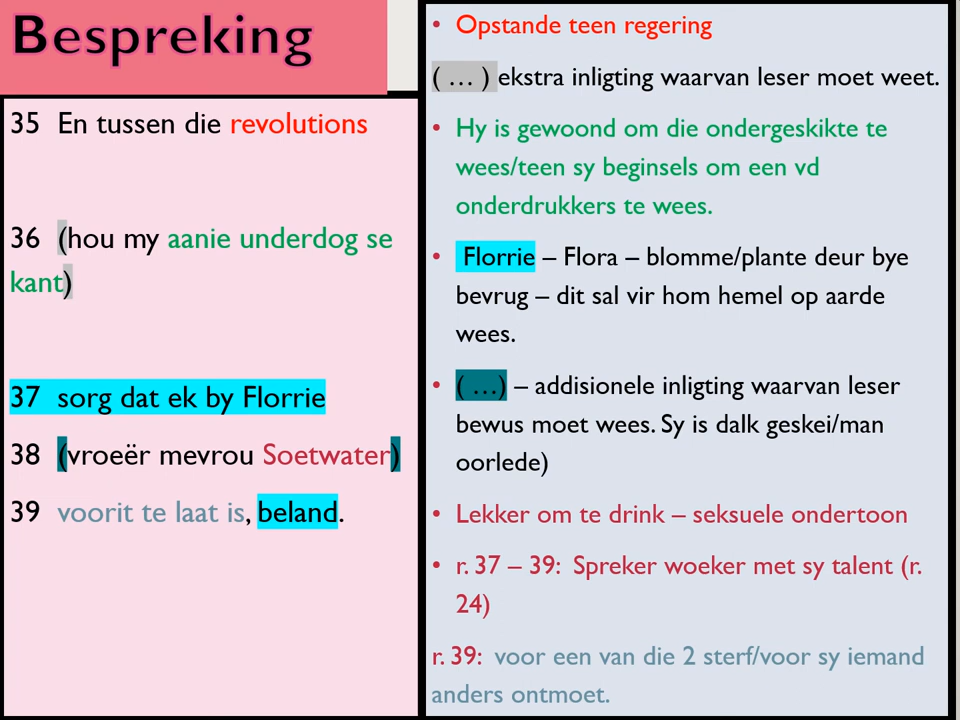 Bespreking
35 En tussen die revolutions
36 (hou my aanie underdog se
kant)
37 sorg dat ek by Florrie
38 (vroeër mevrou Soetwater)
39 voorit te laat is, beland.
• Opstande teen regering
( … ) ekstra inligting waarvan leser moet weet.
• Hy is gewoond om die ondergeskikte te
wees/teen sy beginsels om een vd
onderdrukkers te wees.
• Florrie – Flora – blomme/plante deur bye
bevrug – dit sal vir hom hemel op aarde
wees.
• ( …) – addisionele inligting waarvan leser
bewus moet wees. Sy is dalk geskei/man
oorlede)
• Lekker om te drink – seksuele ondertoon
• r. 37 – 39: Spreker woeker met sy talent (r.
24)
r. 39: voor een van die 2 sterf/voor sy iemand
anders ontmoet.